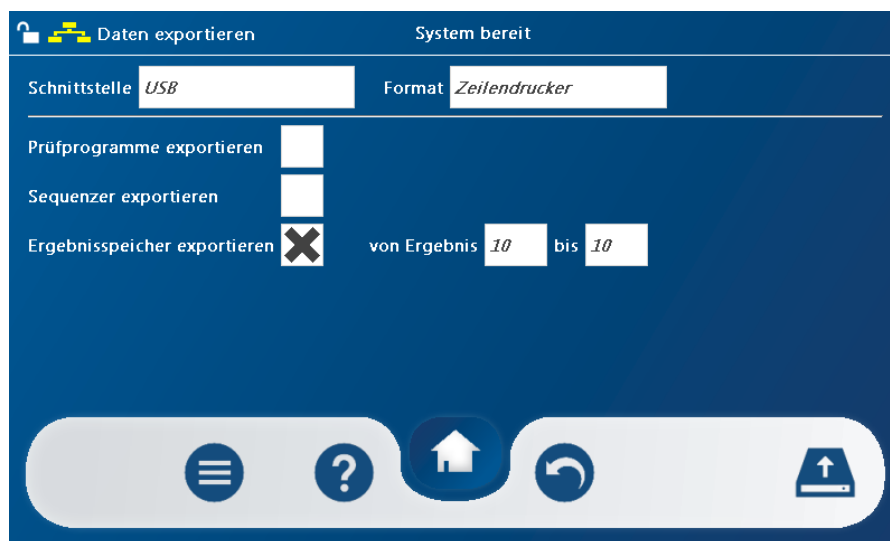 Daten exportieren System bereit
Schnittstelle USB Format Zeilendrucker
Prüfprogramme exportieren
Sequenzer exportieren
Ergebnisspeicher exportieren von Ergebnis 10 bis 10
?